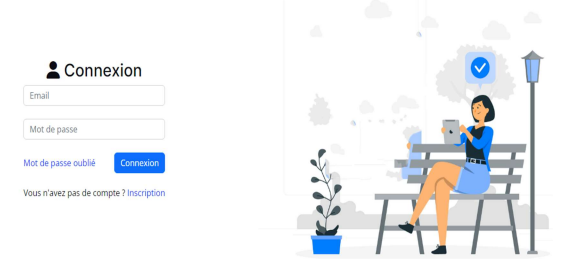 Connexion
Email
Mot de passe
Mot de passe oublié Connexion
Vous n'avez pas de compte ? Inscription